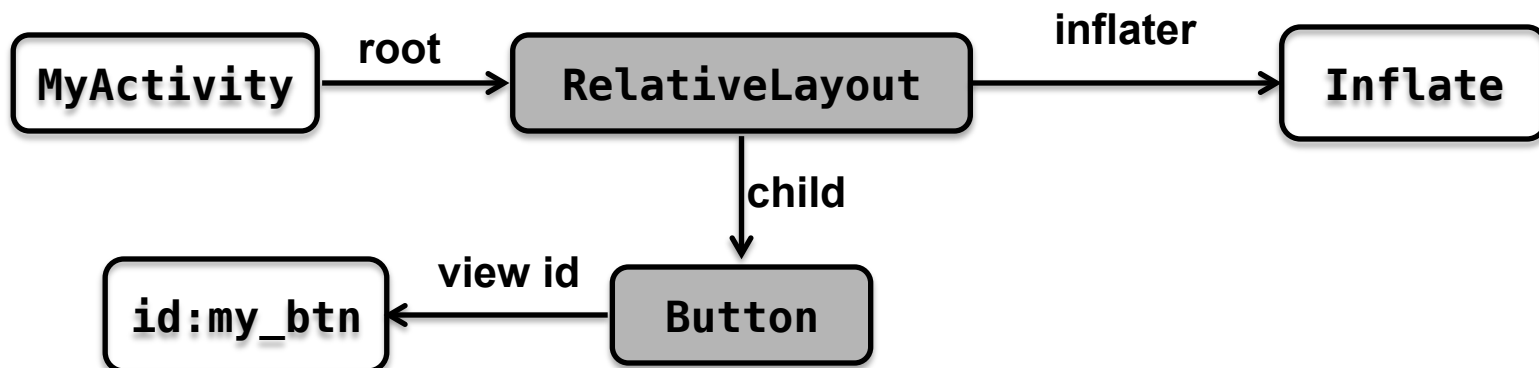 root
inflater
MyActivity
RelativeLayout
Inflate
child
view id
id:my_btn
Button